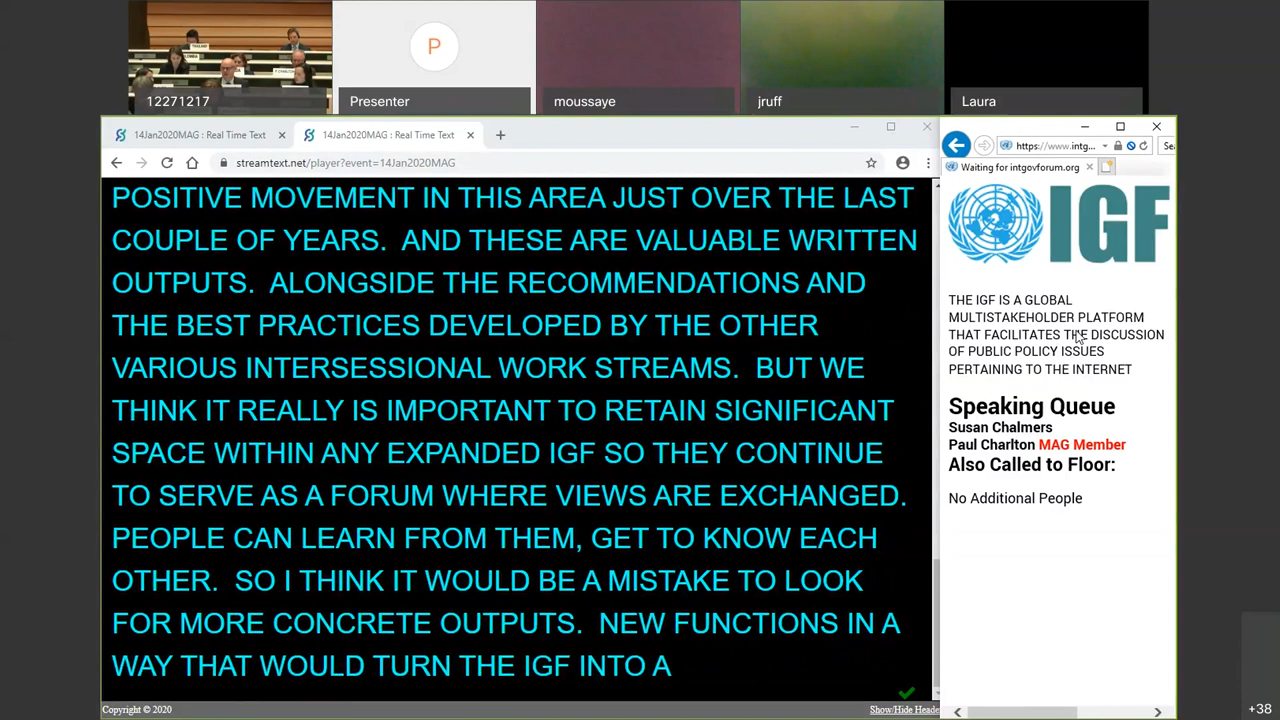 P
12271217
Presenter
moussaye
jruff
Laura
14Jan2020MAG : Real Time Text
14Jan2020MAG : Real Time Text
streamtext.net/player?event=14Jan2020MAG
POSITIVE MOVEMENT IN THIS AREA JUST OVER THE LAST
COUPLE OF YEARS.  AND THESE ARE VALUABLE WRITTEN
OUTPUTS.  ALONGSIDE THE RECOMMENDATIONS AND
THE BEST PRACTICES DEVELOPED BY THE OTHER
VARIOUS INTERSESSIONAL WORK STREAMS.  BUT WE
THINK IT REALLY IS IMPORTANT TO RETAIN SIGNIFICANT
SPACE WITHIN ANY EXPANDED IGF SO THEY CONTINUE
TO SERVE AS A FORUM WHERE VIEWS ARE EXCHANGED.
PEOPLE CAN LEARN FROM THEM, GET TO KNOW EACH
OTHER.  SO I THINK IT WOULD BE A MISTAKE TO LOOK
FOR MORE CONCRETE OUTPUTS.  NEW FUNCTIONS IN A
WAY THAT WOULD TURN THE IGF INTO A
Copyright © 2020
Show/Hide Heade
https://www.intg...
Se
Waiting for intgovforum.org
IGF
THE IGF IS A GLOBAL
MULTISTAKEHOLDER PLATFORM
THAT FACILITATES THE DISCUSSION
OF PUBLIC POLICY ISSUES
PERTAINING TO THE INTERNET
Speaking Queue
Susan Chalmers
Paul Charlton MAG Member
Also Called to Floor:
No Additional People
+38